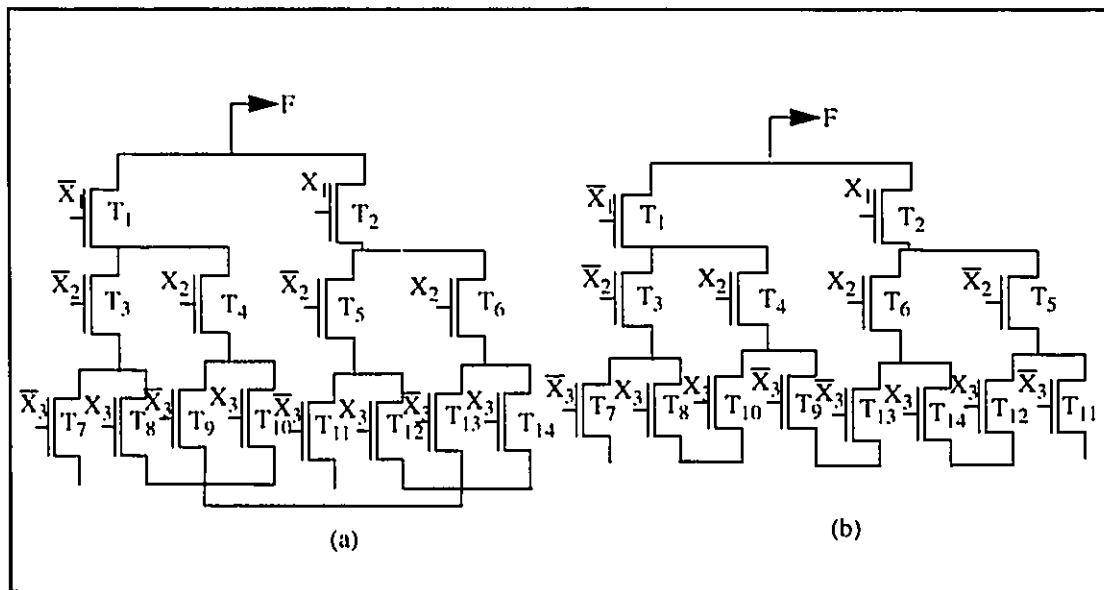 F
F
X̅1 T1 X1 T2
X̅1 T1 X1 T2
X̅2 T3 X2 T4 X̅2 T5 X2 T6
X̅2 T3 X2 T4 X2 T6 X̅2 T5
X̅3 T7 X3 T8 X̅3 T9 X3 T10 X̅3 T11 X3 T12 X̅3 T13 X3 T14
X̅3 T7 X3 T8 X3 T10 X̅3 T9 X̅3 T13 X3 T14 X3 T12 X̅3 T11
(a)
(b)